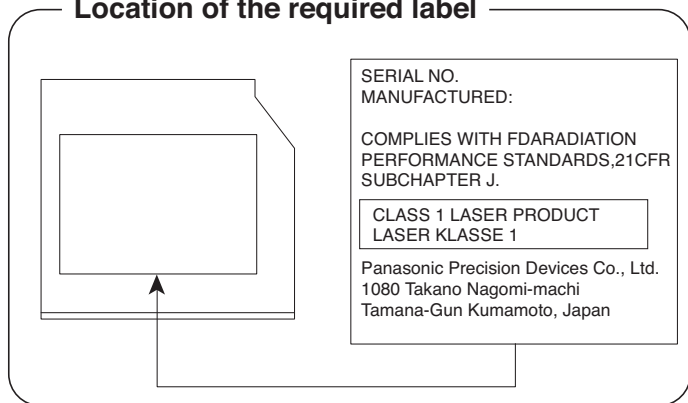 Location of the required label
SERIAL NO.
MANUFACTURED:
COMPLIES WITH FDARADIATION
PERFORMANCE STANDARDS,21CFR
SUBCHAPTER J.
CLASS 1 LASER PRODUCT
LASER KLASSE 1
Panasonic Precision Devices Co., Ltd.
1080 Takano Nagomi-machi
Tamana-Gun Kumamoto, Japan